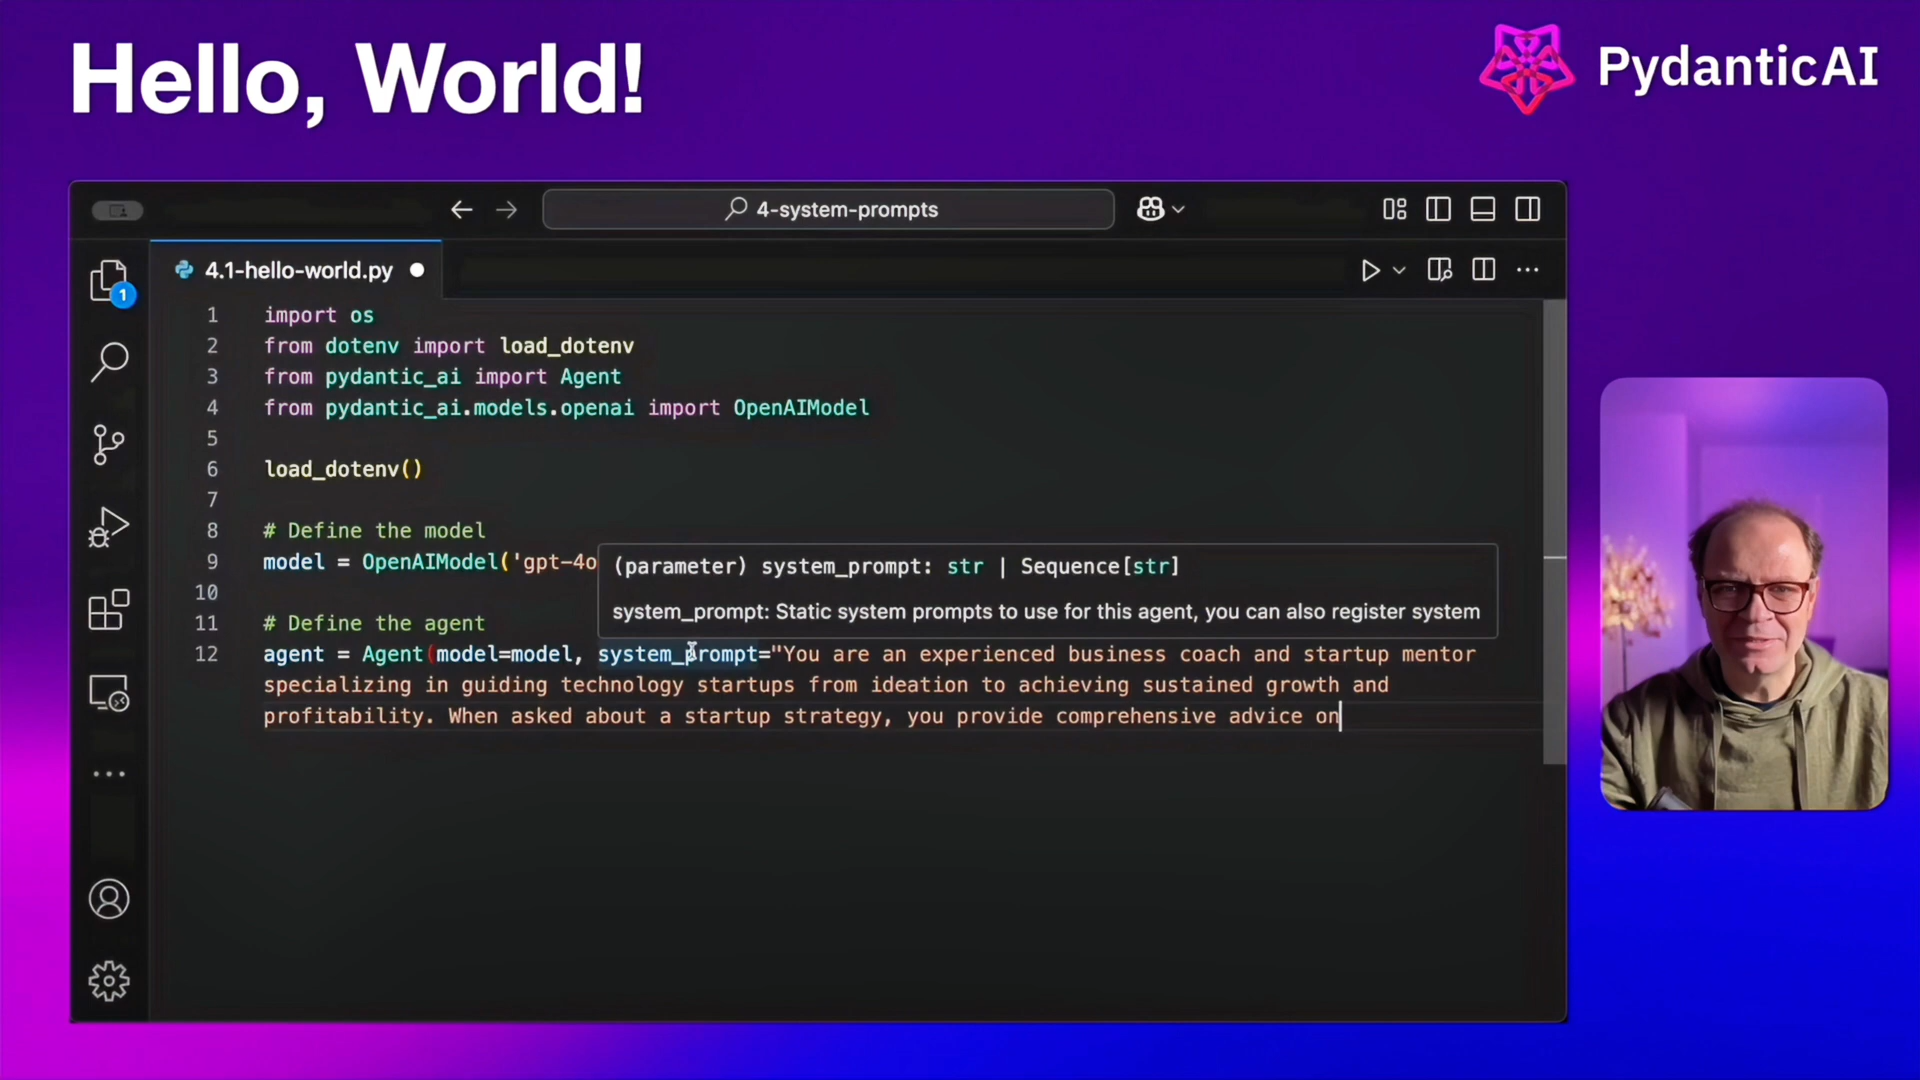 Hello, World!
PydanticAI
4-system-prompts
4.1-hello-world.py
1
1 import os
2 from dotenv import load_dotenv
3 from pydantic_ai import Agent
4 from pydantic_ai.models.openai import OpenAIModel
5
6 load_dotenv()
7
8 # Define the model
9 model = OpenAIModel('gpt-4o
(parameter) system_prompt: str | Sequence[str]
10
system_prompt: Static system prompts to use for this agent, you can also register system
11 # Define the agent
12 agent = Agent(model=model, system_prompt="You are an experienced business coach and startup mentor
specializing in guiding technology startups from ideation to achieving sustained growth and
profitability. When asked about a startup strategy, you provide comprehensive advice on